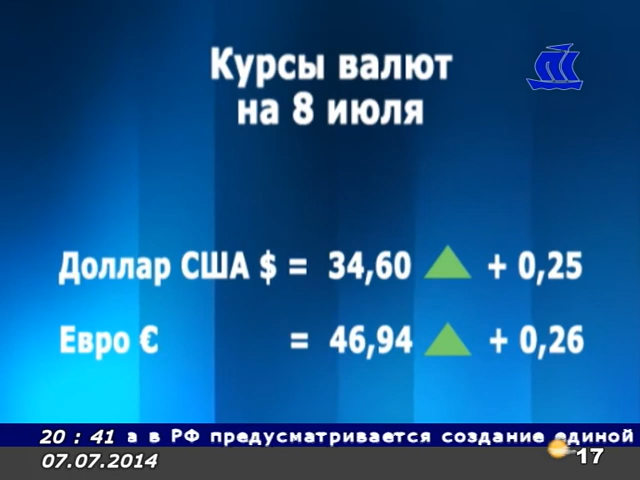 Курсы валют
на 8 июля
Доллар США $ = 34,60 + 0,25
Евро € = 46,94 + 0,26
20 : 41 а в РФ предусматривается создание единой
07.07.2014
17